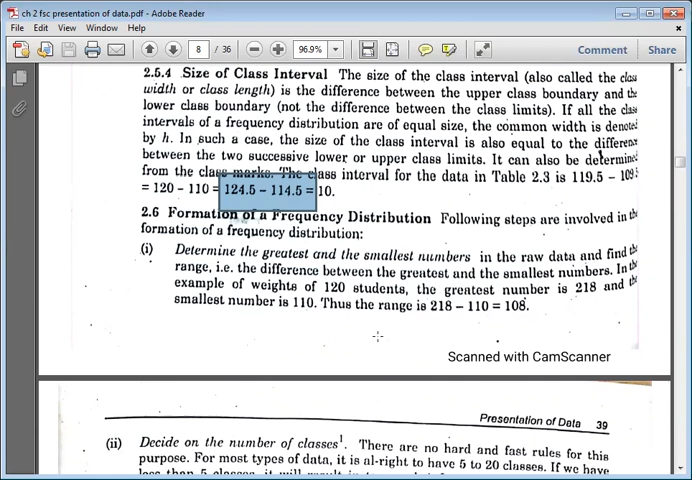 ch 2 fsc presentation of data.pdf - Adobe Reader
File Edit View Window Help
8 / 36 96.9% Comment Share
2.5.4 Size of Class Interval The size of the class interval (also called the class
width or class length) is the difference between the upper class boundary and the
lower class boundary (not the difference between the class limits). If all the class
intervals of a frequency distribution are of equal size, the common width is denoted
by h. In such a case, the size of the class interval is also equal to the difference
between the two successive lower or upper class limits. It can also be determined
from the class marks. The class interval for the data in Table 2.3 is 119.5 - 109.5
= 120 - 110 = 124.5 - 114.5 = 10.
2.6 Formation of a Frequency Distribution Following steps are involved in the
formation of a frequency distribution:
(i) Determine the greatest and the smallest numbers in the raw data and find the
range, i.e. the difference between the greatest and the smallest numbers. In the
example of weights of 120 students, the greatest number is 218 and the
smallest number is 110. Thus the range is 218 - 110 = 108.
Scanned with CamScanner
Presentation of Data 39
(ii) Decide on the number of classes1. There are no hard and fast rules for this
purpose. For most types of data, it is al-right to have 5 to 20 classes. If we have
less than 5 classes, it will result in